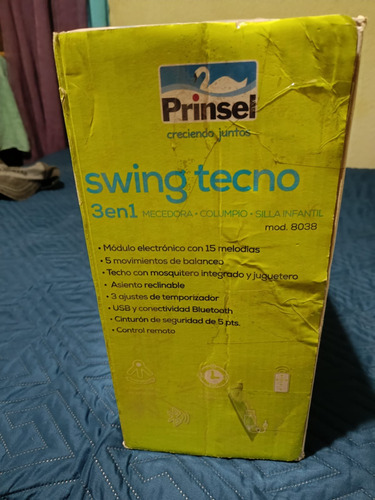 Prinsel
creciendo juntos
swing tecno
3en1 MECEDORA • COLUMPIO • SILLA INFANTIL
mod. 8038
• Módulo electrónico con 15 melodías
• 5 movimientos de balanceo
• Techo con mosquitero integrado y juguetero
• Asiento reclinable
• 3 ajustes de temporizador
• USB y conectividad Bluetooth
• Cinturón de seguridad de 5 pts.
• Control remoto